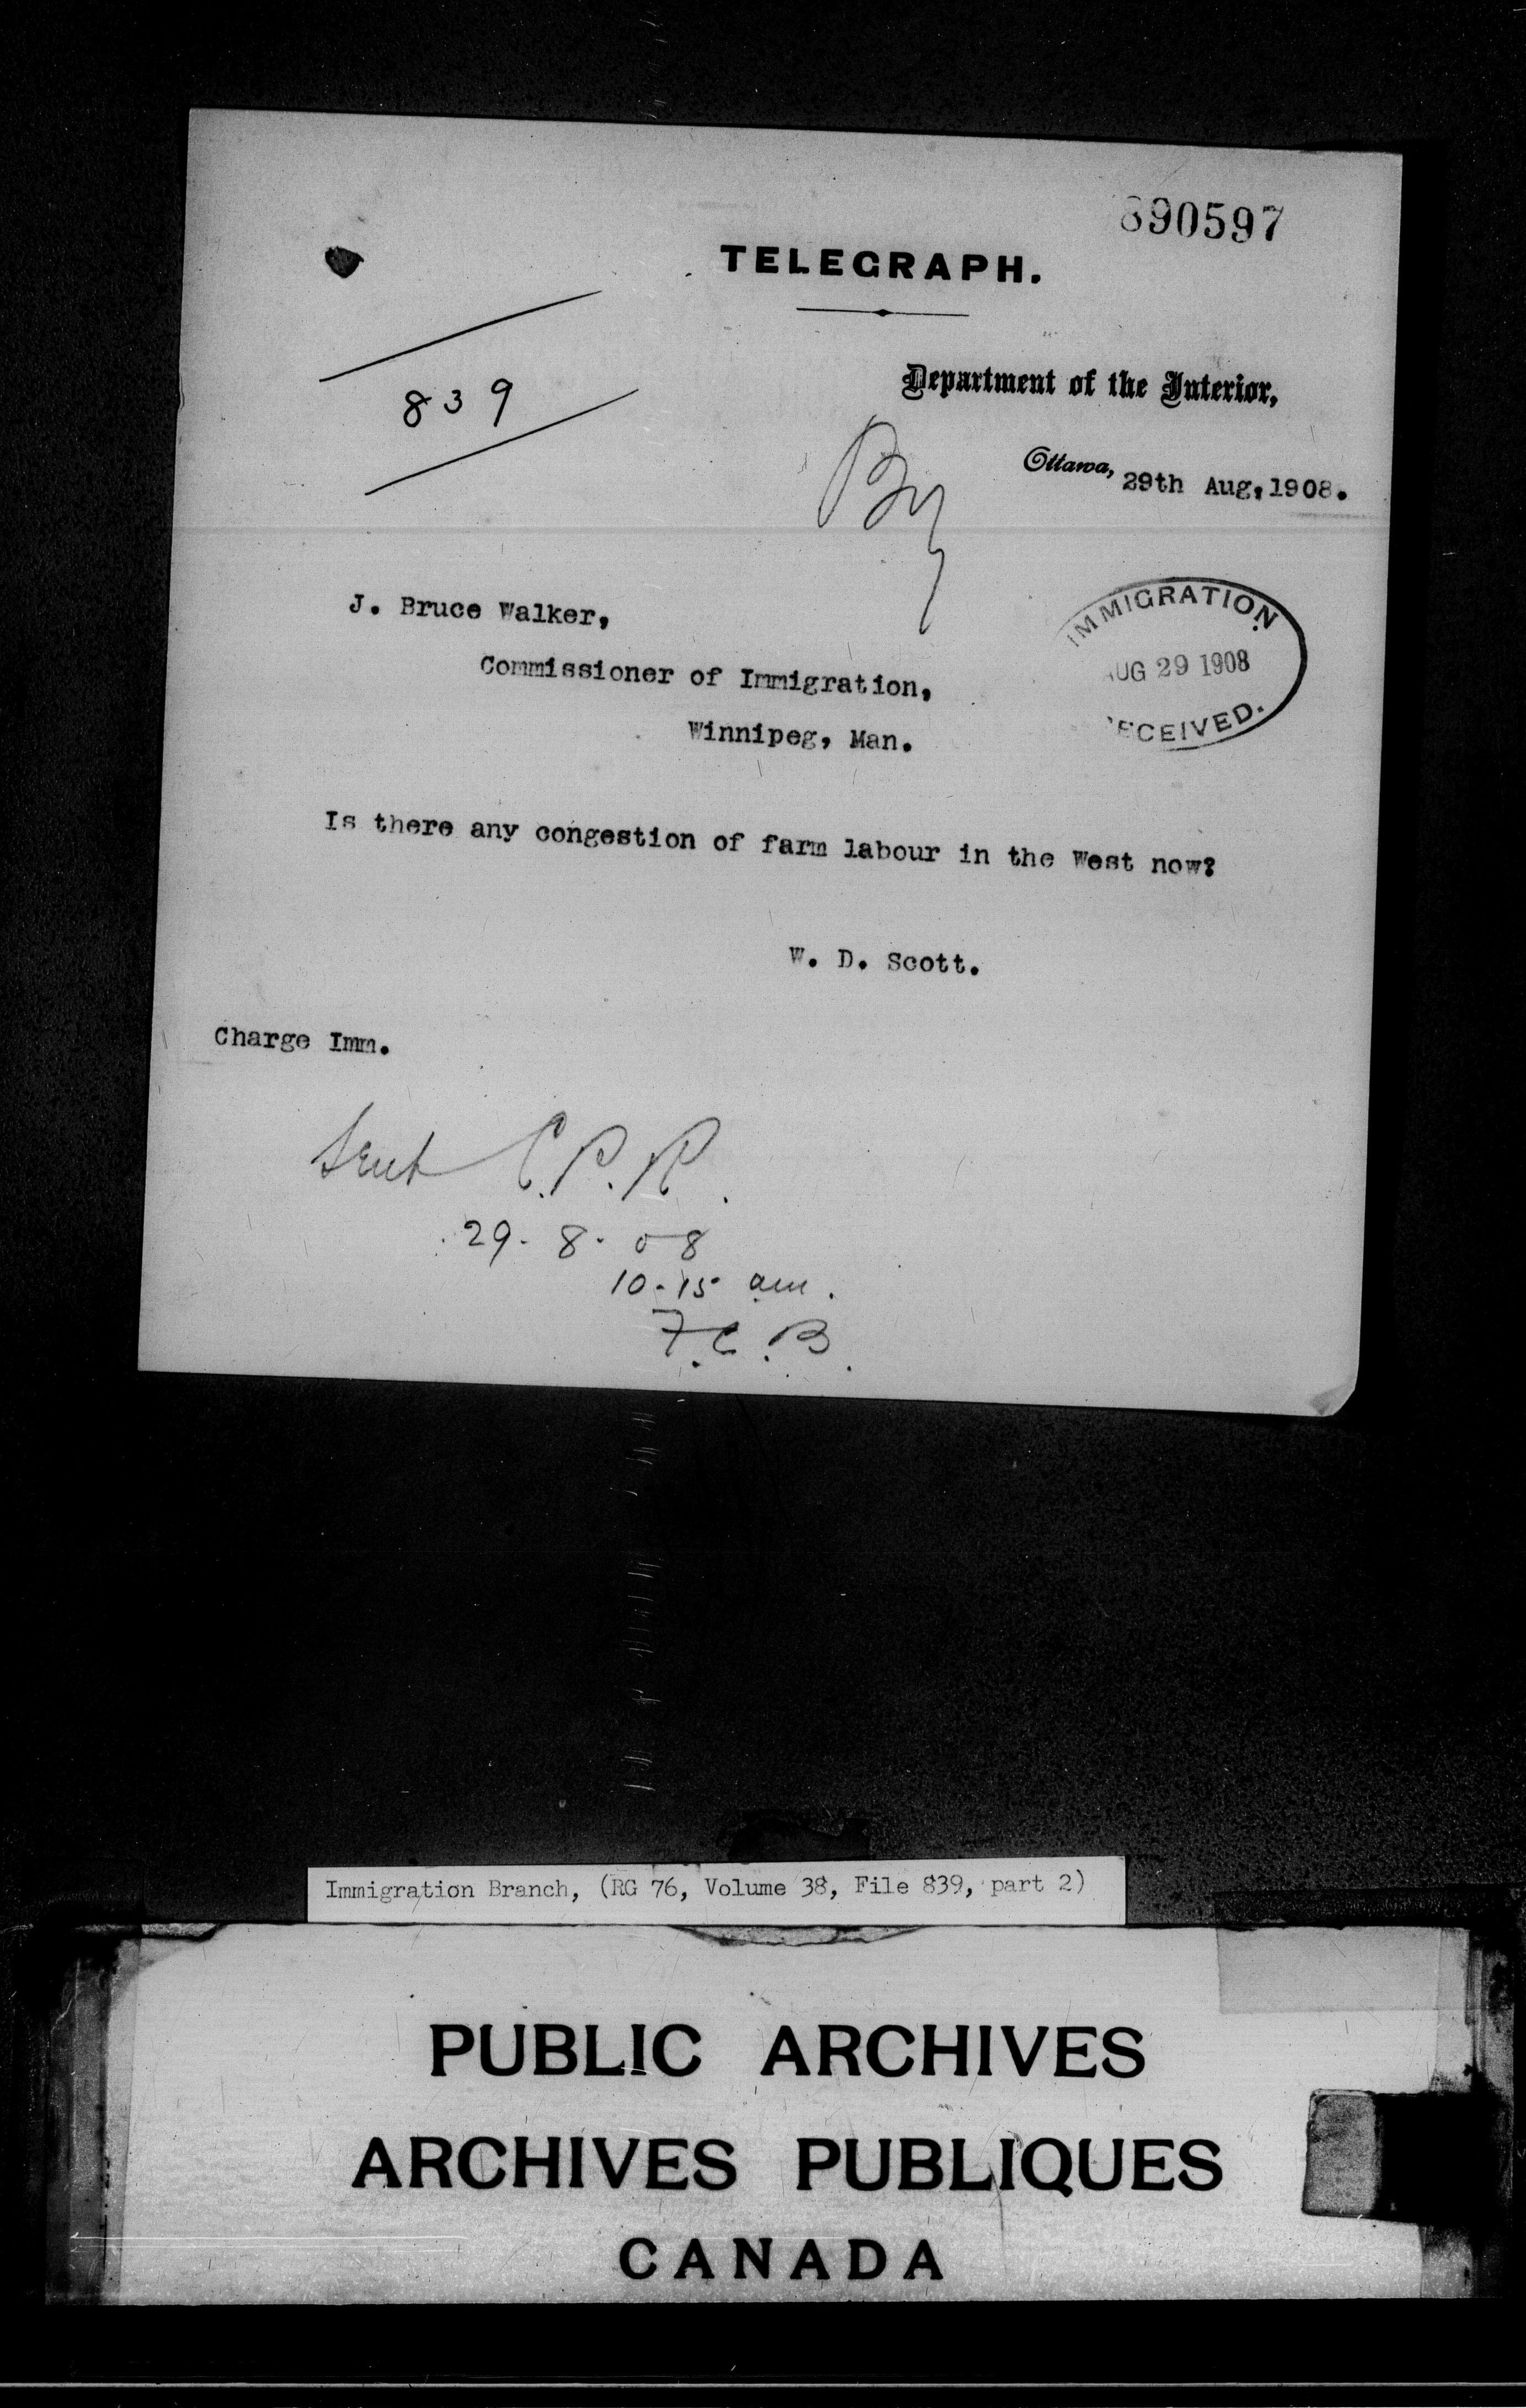 890597
TELEGRAPH.
839
Department of the Interior,
Ottawa, 29th Aug, 1908.
J. Bruce Walker,
Commissioner of Immigration,
Winnipeg, Man.
IMMIGRATION
AUG 29 1908
RECEIVED.
Is there any congestion of farm labour in the West now?
W. D. Scott.
Charge Imm.
Sent C.P.R.
29-8-08
10-15 am.
F.C.B.
Immigration Branch, (RG 76, Volume 38, File 839, part 2)
PUBLIC ARCHIVES
ARCHIVES PUBLIQUES
CANADA